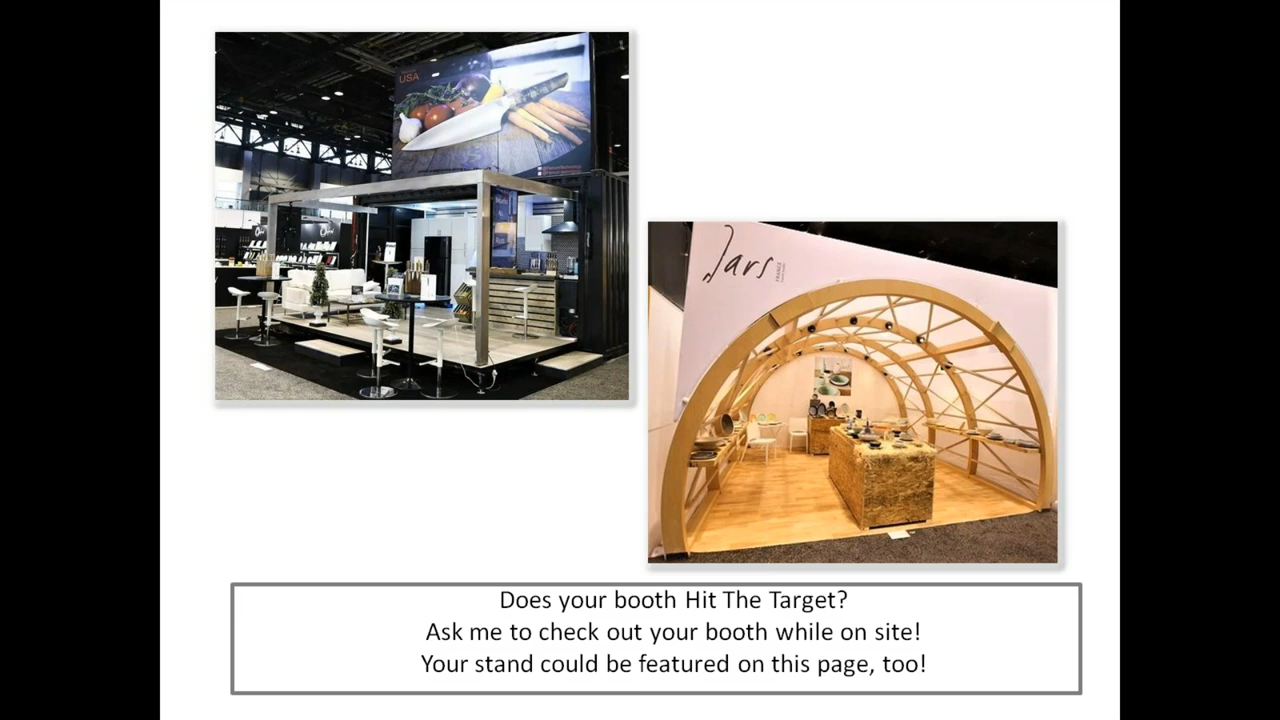 USA
Jars
FRANCE
Does your booth Hit The Target?
Ask me to check out your booth while on site!
Your stand could be featured on this page, too!